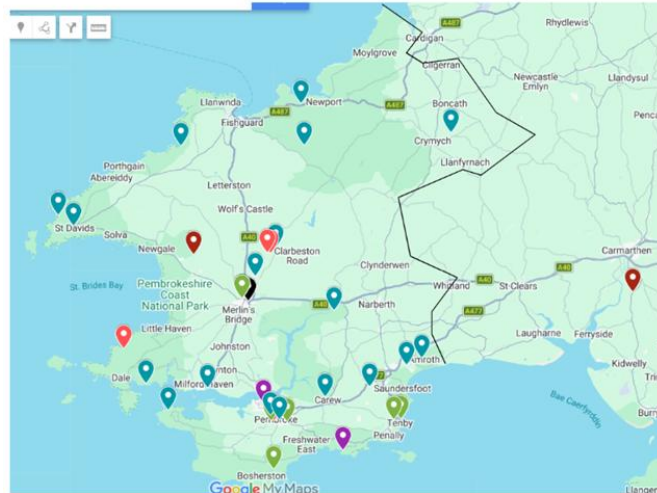 Cardigan
A487
Rhydlewis
Moylgrove
Cilgerran
Newcastle
Emlyn
Llandysul
Llanwnda
Newport
A487
A487
Boncath
Fishguard
Crymych
Llanfyrnach
Porthgain
Abereiddy
Letterston
Wolf's Castle
St Davids
Solva
Newgale
A40
Clarbeston
Road
Carmarthen
Clynderwen
A40
A40
Pembrokeshire
Coast
National Park
St. Brides Bay
Whitland
St Clears
A40
Narberth
A477
Merlin's
Bridge
Little Haven
Johnston
Laugharne
Ferryside
Amroth
Kidwelly
Dale
Milford Haven
Saundersfoot
Carew
Bae Caerfyrddin
Pembroke
Tenby
Freshwater
East
Penally
Bosherston
Google My Maps